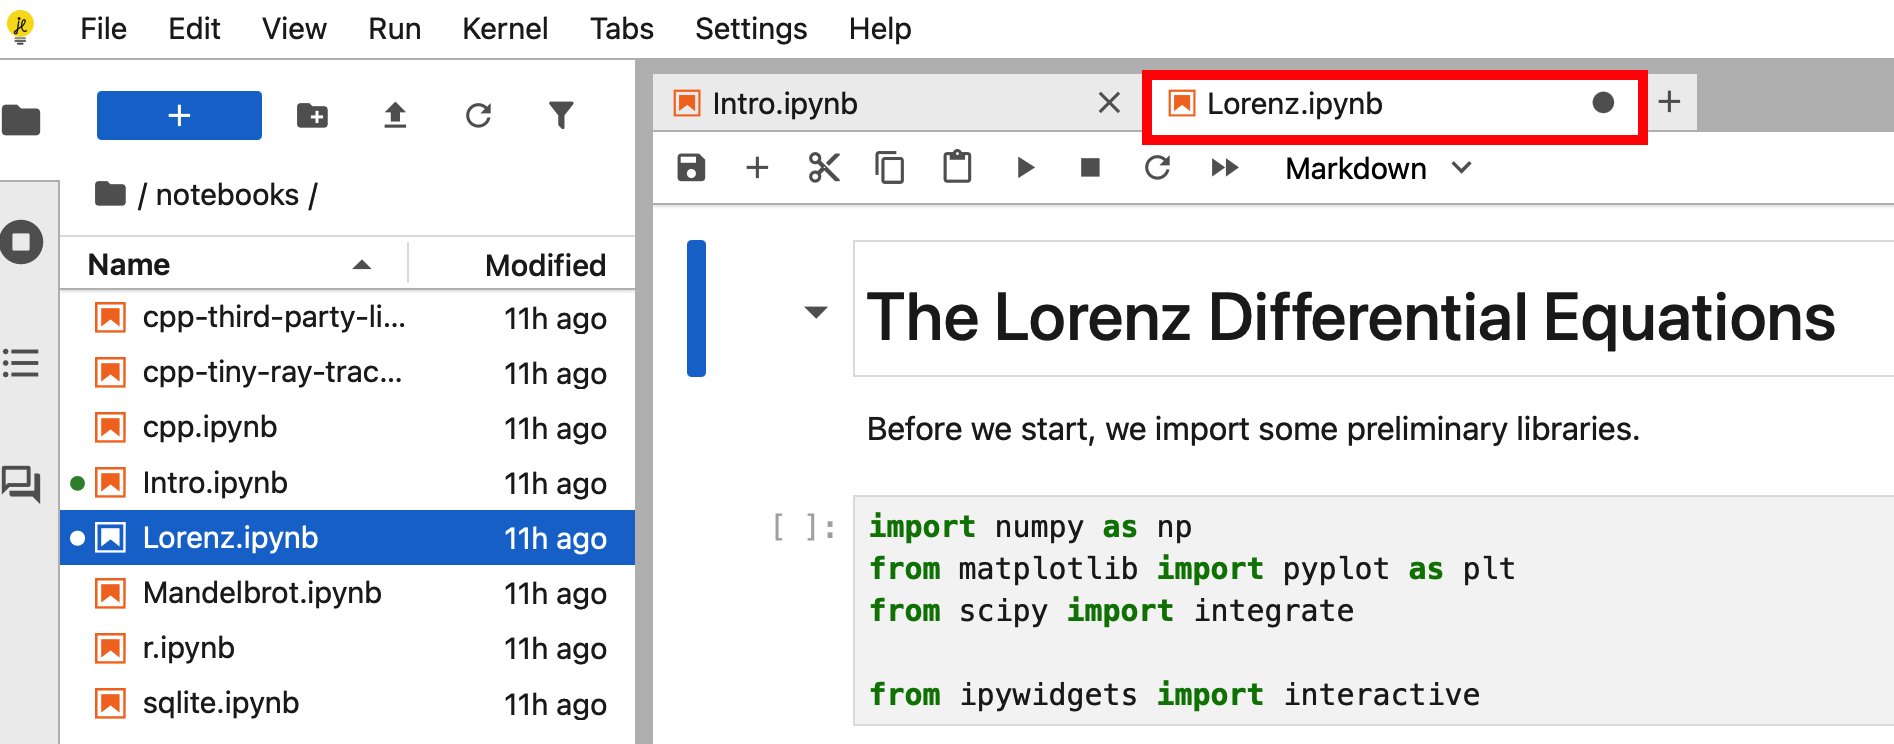 File Edit View Run Kernel Tabs Settings Help
Intro.ipynb Lorenz.ipynb
Markdown
/ notebooks /
Name Modified
cpp-third-party-li... 11h ago
cpp-tiny-ray-trac... 11h ago
cpp.ipynb 11h ago
Intro.ipynb 11h ago
Lorenz.ipynb 11h ago
Mandelbrot.ipynb 11h ago
r.ipynb 11h ago
sqlite.ipynb 11h ago
The Lorenz Differential Equations
Before we start, we import some preliminary libraries.
[ ]:
import numpy as np
from matplotlib import pyplot as plt
from scipy import integrate
from ipywidgets import interactive